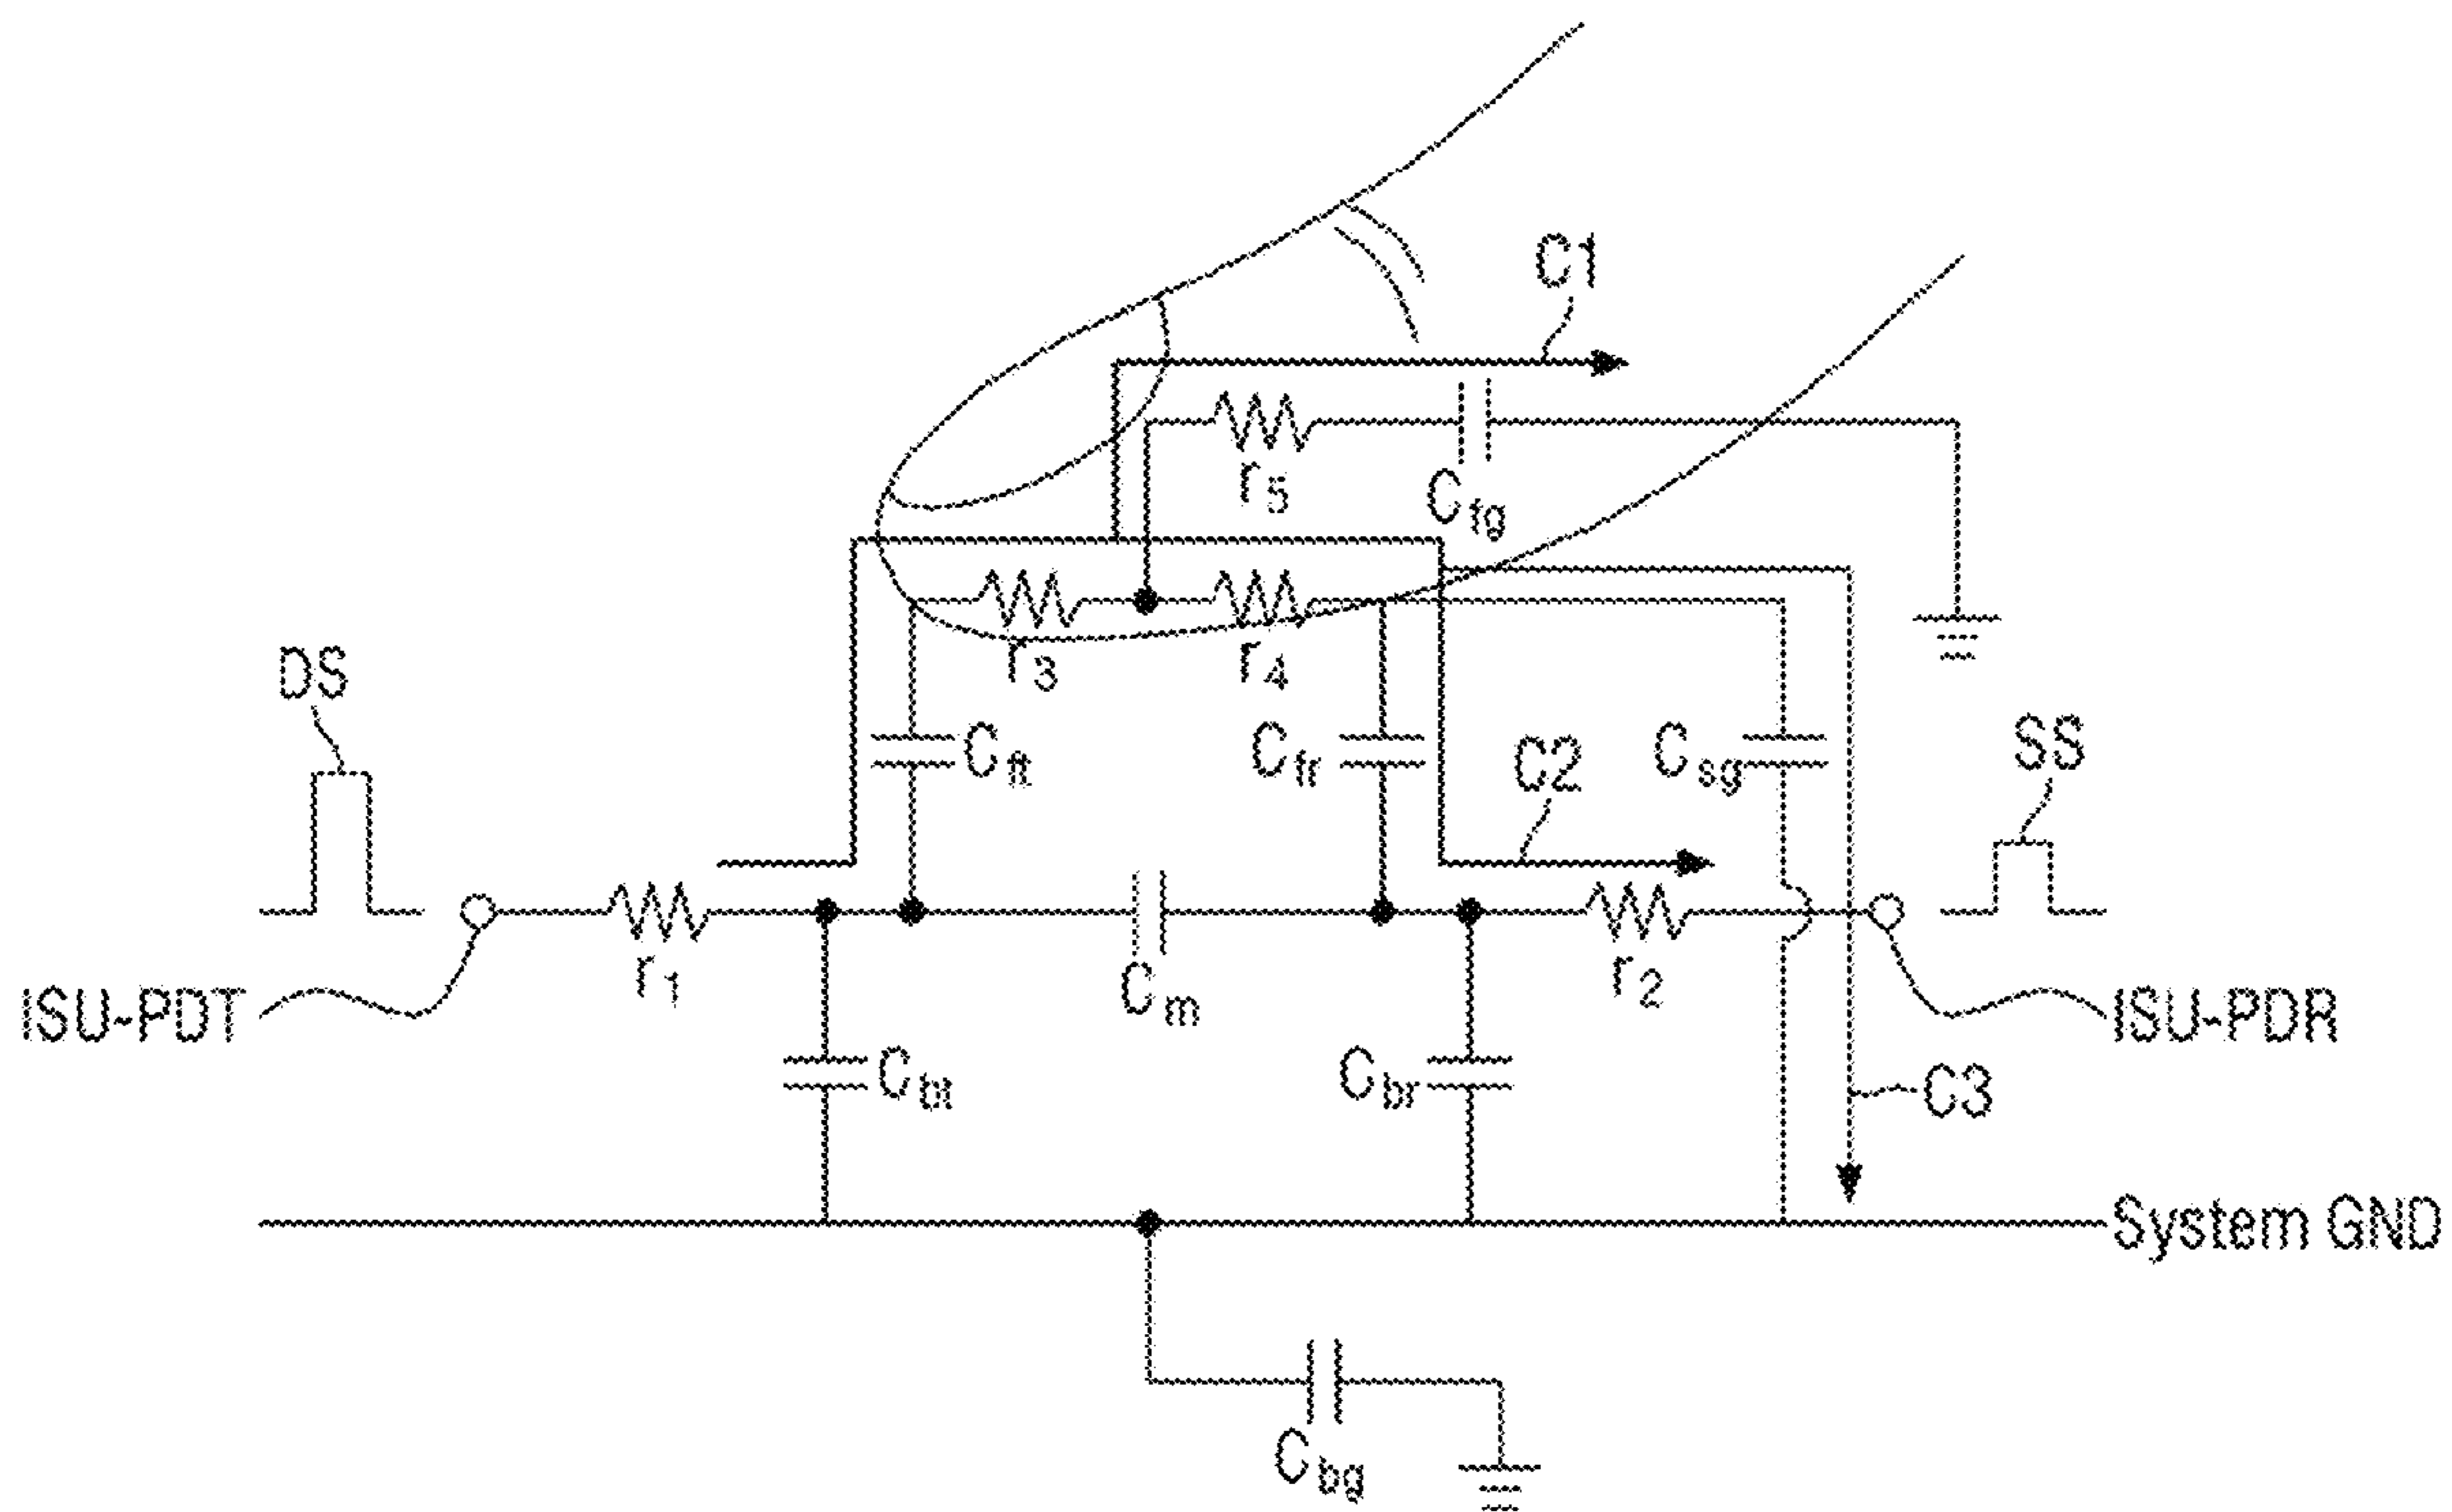 C1
r5
Cfg
DS
r3
r4
Cft
Cfr
C2
Csg
SS
r1
Cm
r2
ISU-PDT
ISU-PDR
Cbt
Cbr
C3
System GND
Cbg